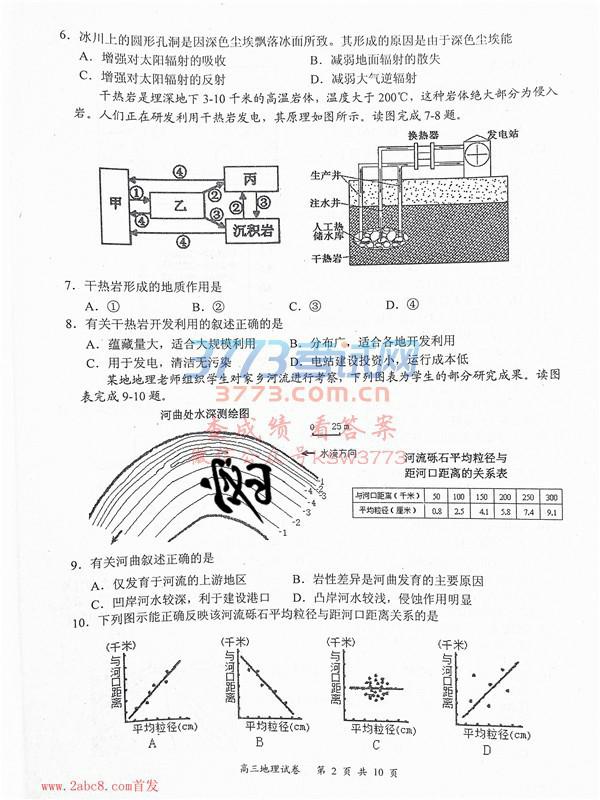 6．冰川上的圆形孔洞是因深色尘埃飘落冰面所致。其形成的原因是由于深色尘埃能
A．增强对太阳辐射的吸收 B．减弱地面辐射的散失
C．增强对太阳辐射的反射 D．减弱大气逆辐射
干热岩是埋深地下3-10千米的高温岩体，温度大于200℃，这种岩体绝大部分为侵入
岩。人们正在研发利用干热岩发电，其原理如图所示。读图完成7-8题。
甲 ④ ① ④ ④ 乙 ② ③ 丙 ② ③ 沉积岩
换热器 发电站
生产井
注水井
人工热
储水库
干热岩
7．干热岩形成的地质作用是
A．① B．② C．③ D．④
8．有关干热岩开发利用的叙述正确的是
A．蕴藏量大，适合大规模利用 B．分布广，适合各地开发利用
C．用于发电，清洁无污染 D．电站建设投资小，运行成本低
3773考试网
某地地理老师组织学生对家乡河流进行考察，下列图表为学生的部分研究成果。读图
表完成9-10题。
www.3773.com.cn
河曲处水深测绘图
查成绩 看答案
0 25m
水流方向
KSW3773
-1
-2
-3
-4
-5
-4
-3
-2
-1
河流砾石平均粒径与
距河口距离的关系表
与河口距离（千米） 50 100 150 200 250 300
平均粒径（厘米） 0.8 2.5 4.1 5.8 7.4 9.1
9．有关河曲叙述正确的是
A．仅发育于河流的上游地区 B．岩性差异是河曲发育的主要原因
C．凹岸河水较深，利于建设港口 D．凸岸河水较浅，侵蚀作用明显
10．下列图示能正确反映该河流砾石平均粒径与距河口距离关系的是
(千米) 与河口距离 平均粒径(cm) A
(千米) 与河口距离 平均粒径(cm) B
(千米) 与河口距离 平均粒径(cm) C
(千米) 与河口距离 平均粒径(cm) D
高三地理试卷 第 2 页 共 10 页
www.2abc8.com首发